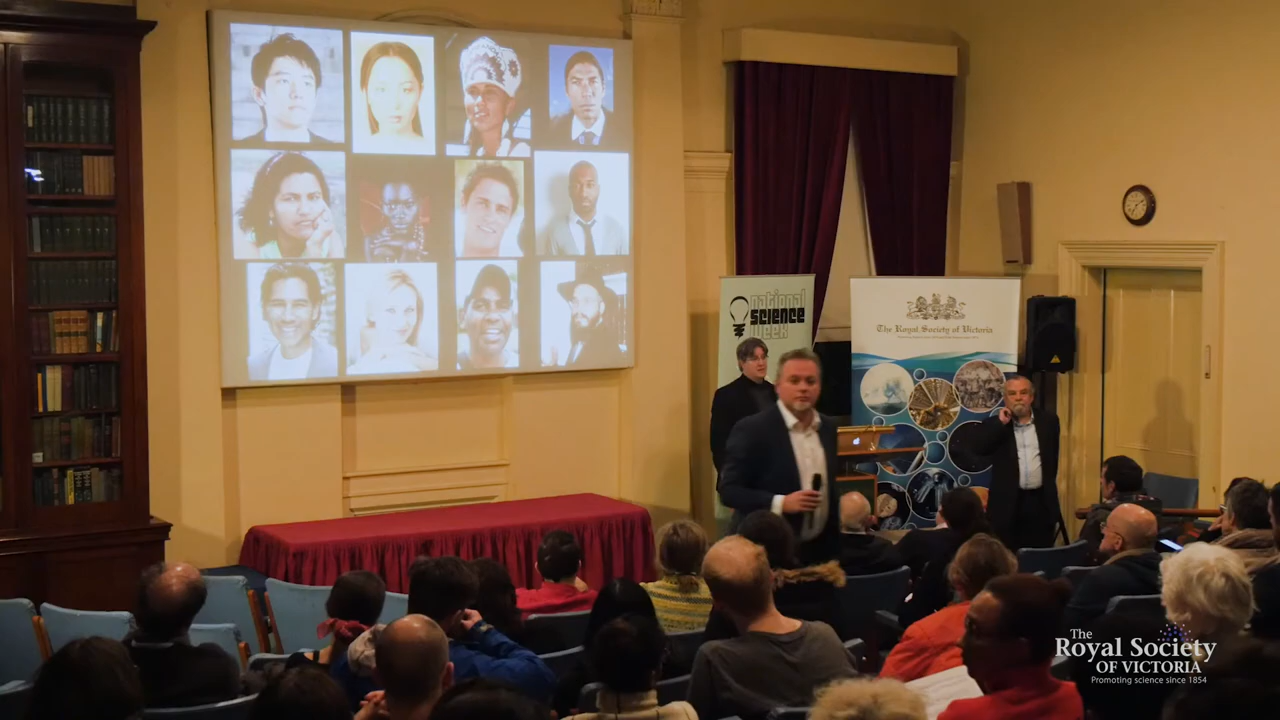 national
science
week
The Royal Society of Victoria
The
Royal Society
OF VICTORIA
Promoting science since 1854